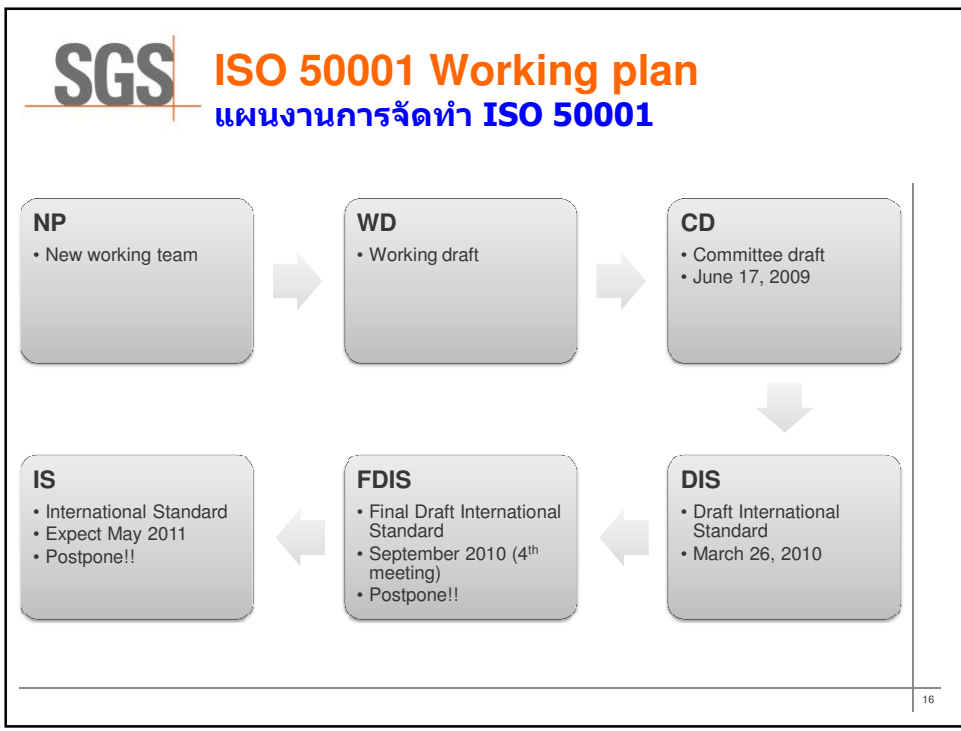 SGS
ISO 50001 Working plan
แผนงานการจัดทำ ISO 50001
NP
• New working team
WD
• Working draft
CD
• Committee draft
• June 17, 2009
DIS
• Draft International
Standard
• March 26, 2010
FDIS
• Final Draft International
Standard
• September 2010 (4th
meeting)
• Postpone!!
IS
• International Standard
• Expect May 2011
• Postpone!!
16